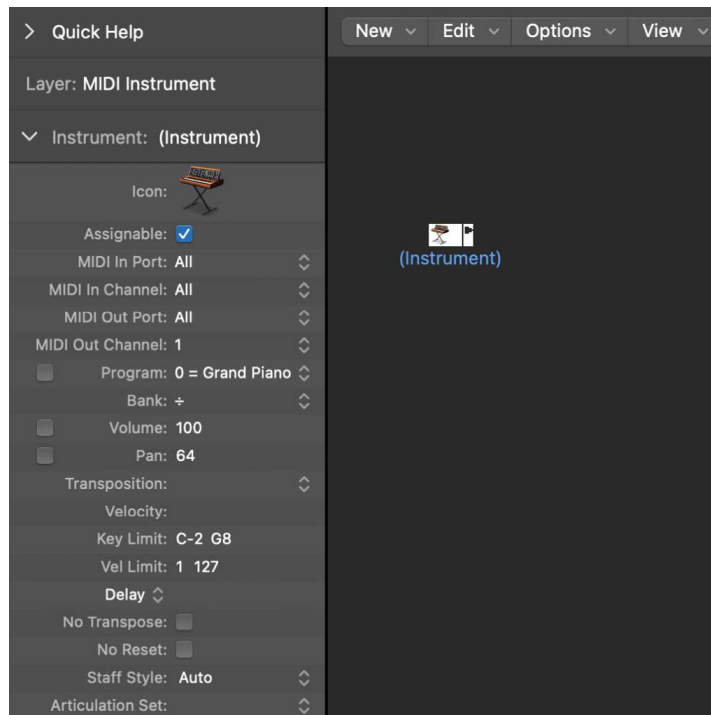 Quick Help
New Edit Options View
Layer: MIDI Instrument
Instrument: (Instrument)
Icon:
Assignable:
MIDI In Port: All
(Instrument)
MIDI In Channel: All
MIDI Out Port: All
MIDI Out Channel: 1
Program: 0 = Grand Piano
Bank: ÷
Volume: 100
Pan: 64
Transposition:
Velocity:
Key Limit: C-2 G8
Vel Limit: 1 127
Delay
No Transpose:
No Reset:
Staff Style: Auto
Articulation Set: